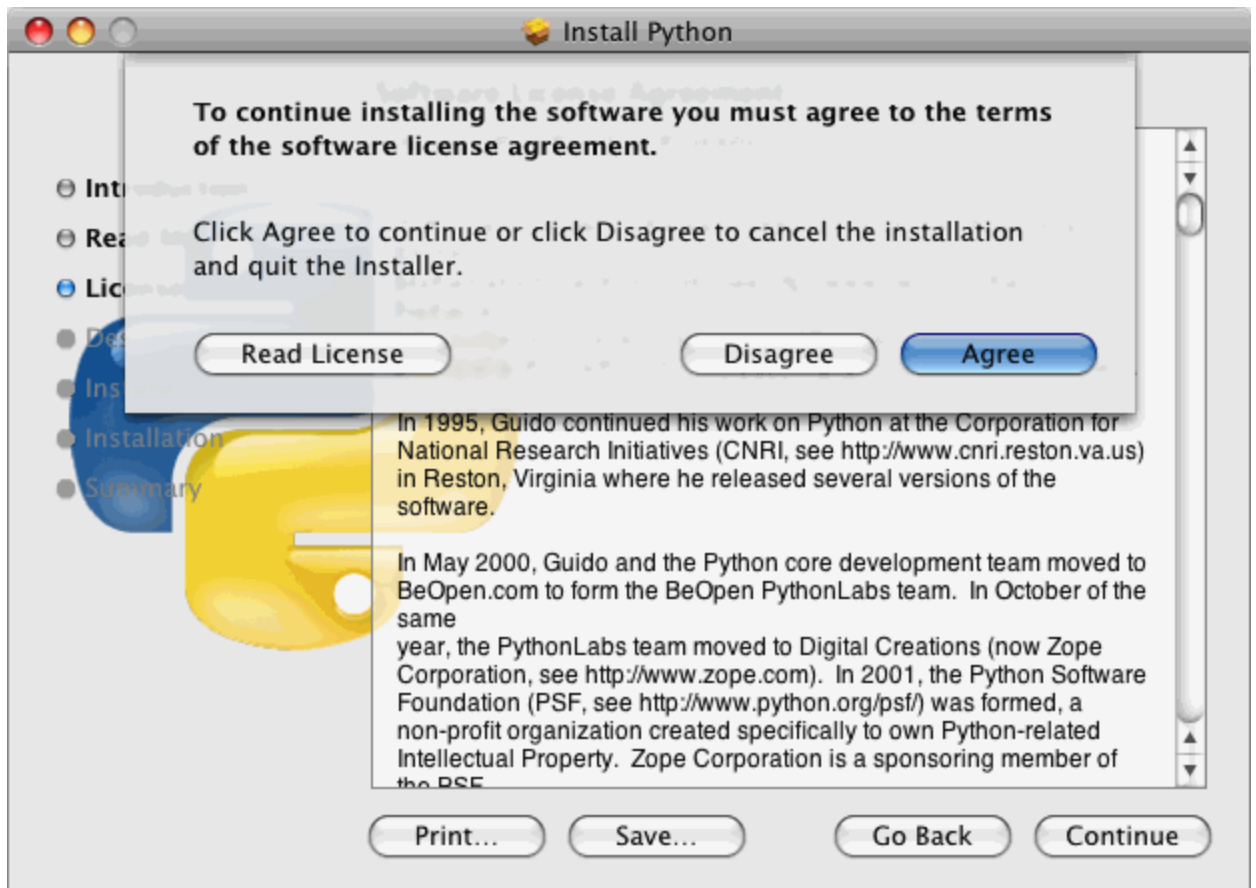 Install Python
To continue installing the software you must agree to the terms
of the software license agreement.
Click Agree to continue or click Disagree to cancel the installation
and quit the Installer.
Read License
Disagree
Agree
Installation
Summary
In 1995, Guido continued his work on Python at the Corporation for
National Research Initiatives (CNRI, see http://www.cnri.reston.va.us)
in Reston, Virginia where he released several versions of the
software.
In May 2000, Guido and the Python core development team moved to
BeOpen.com to form the BeOpen PythonLabs team.  In October of the
same
year, the PythonLabs team moved to Digital Creations (now Zope
Corporation, see http://www.zope.com).  In 2001, the Python Software
Foundation (PSF, see http://www.python.org/psf/) was formed, a
non-profit organization created specifically to own Python-related
Intellectual Property.  Zope Corporation is a sponsoring member of
the PSF
Print...
Save...
Go Back
Continue